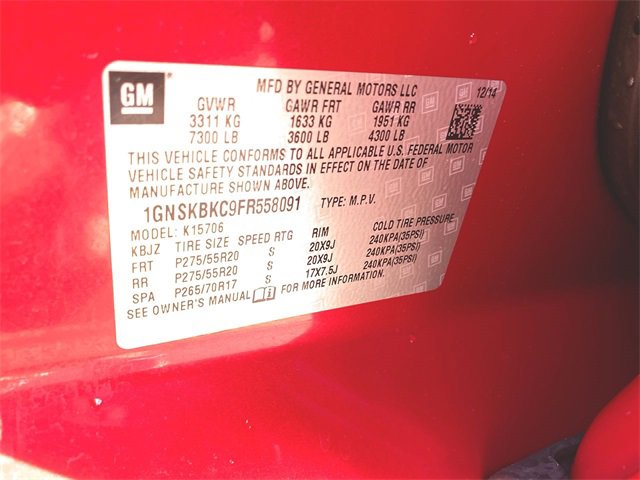 GM
MFD BY GENERAL MOTORS LLC 12/14
GVWR GAWR FRT GAWR RR
3311 KG 1633 KG 1951 KG
7300 LB 3600 LB 4300 LB
THIS VEHICLE CONFORMS TO ALL APPLICABLE U.S. FEDERAL MOTOR
VEHICLE SAFETY STANDARDS IN EFFECT ON THE DATE OF
MANUFACTURE SHOWN ABOVE.
1GNSKBKC9FR558091 TYPE: M.P.V.
MODEL: K15706
KBJZ TIRE SIZE SPEED RTG RIM COLD TIRE PRESSURE
FRT P275/55R20 S 20X9J 240KPA(35PSI)
RR P275/55R20 S 20X9J 240KPA(35PSI)
SPA P265/70R17 S 17X7.5J 240KPA(35PSI)
SEE OWNER'S MANUAL FOR MORE INFORMATION.